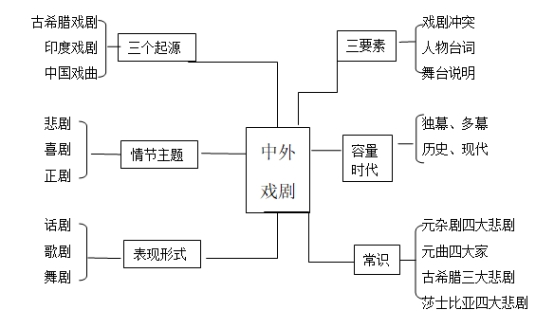 古希腊戏剧
印度戏剧
中国戏曲
三个起源
三要素
戏剧冲突
人物台词
舞台说明
悲剧
喜剧
正剧
情节主题
中外
戏剧
容量
时代
独幕、多幕
历史、现代
话剧
歌剧
舞剧
表现形式
常识
元杂剧四大悲剧
元曲四大家
古希腊三大悲剧
莎士比亚四大悲剧